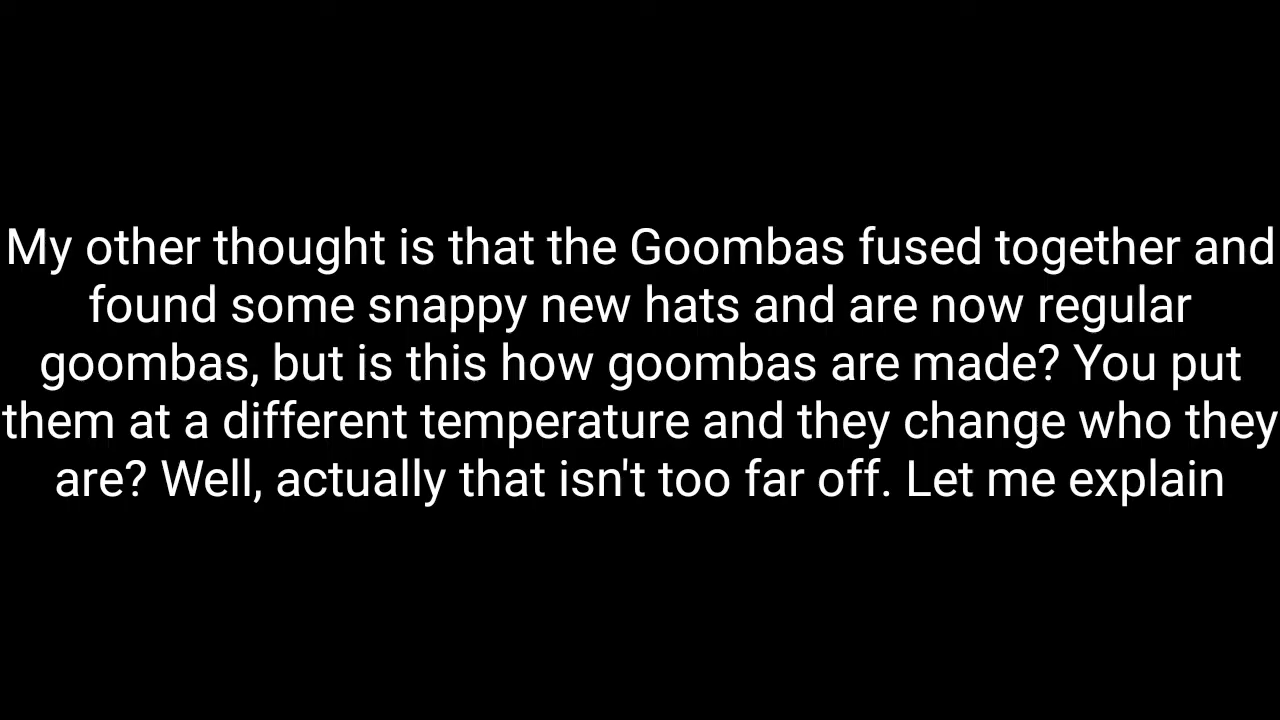 My other thought is that the Goombas fused together and
found some snappy new hats and are now regular
goombas, but is this how goombas are made? You put
them at a different temperature and they change who they
are? Well, actually that isn't too far off. Let me explain